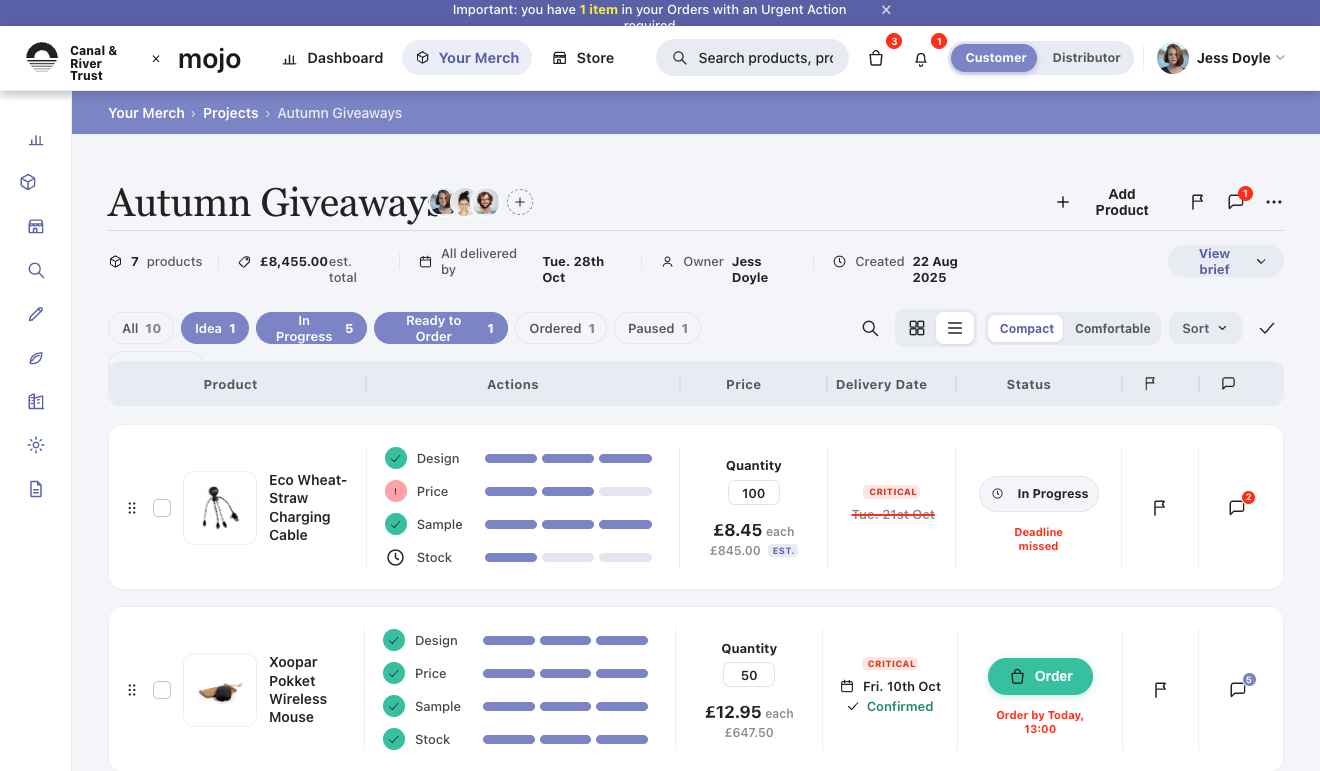 Important: you have 1 item in your Orders with an Urgent Action
required
Canal &
River
Trust
× mojo
Dashboard
Your Merch
Store
Search products, pro
3
1
Customer
Distributor
Jess Doyle
Your Merch › Projects › Autumn Giveaways
Autumn Giveaways
Add
Product
1
7 products
£8,455.00 est.
total
All delivered
by
Tue. 28th
Oct
Owner
Jess
Doyle
Created
22 Aug
2025
View
brief
All 10
Idea 1
In
Progress 5
Ready to
Order 1
Ordered 1
Paused 1
Compact
Comfortable
Sort
Product
Actions
Price
Delivery Date
Status
Eco Wheat-
Straw
Charging
Cable
Design
Price
Sample
Stock
Quantity
100
£8.45 each
£845.00 EST.
CRITICAL
Tue. 21st Oct
In Progress
Deadline
missed
2
Xoopar
Pokket
Wireless
Mouse
Design
Price
Sample
Stock
Quantity
50
£12.95 each
£647.50
CRITICAL
Fri. 10th Oct
Confirmed
Order
Order by Today,
13:00
5